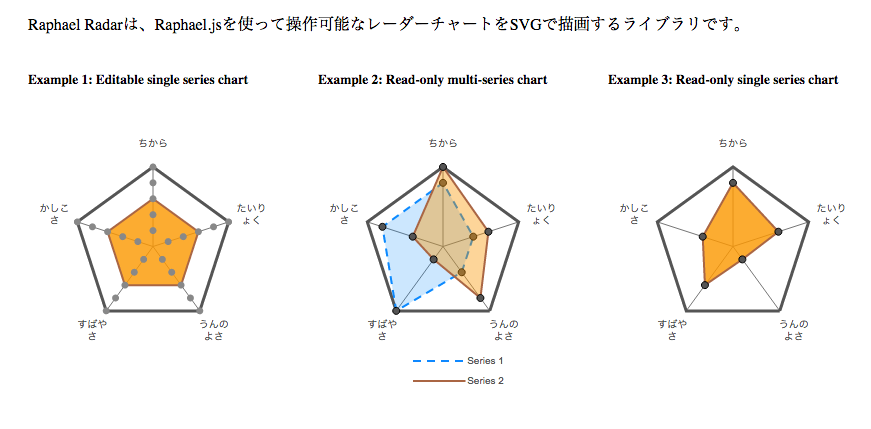 Raphael Radarは、Raphael.jsを使って操作可能なレーダーチャートをSVGで描画するライブラリです。
Example 1: Editable single series chart
Example 2: Read-only multi-series chart
Example 3: Read-only single series chart
ちから
かしこ
さ
たいり
ょく
すばや
さ
うんの
よさ
ちから
かしこ
さ
たいり
ょく
すばや
さ
うんの
よさ
Series 1
Series 2
ちから
かしこ
さ
たいり
ょく
すばや
さ
うんの
よさ